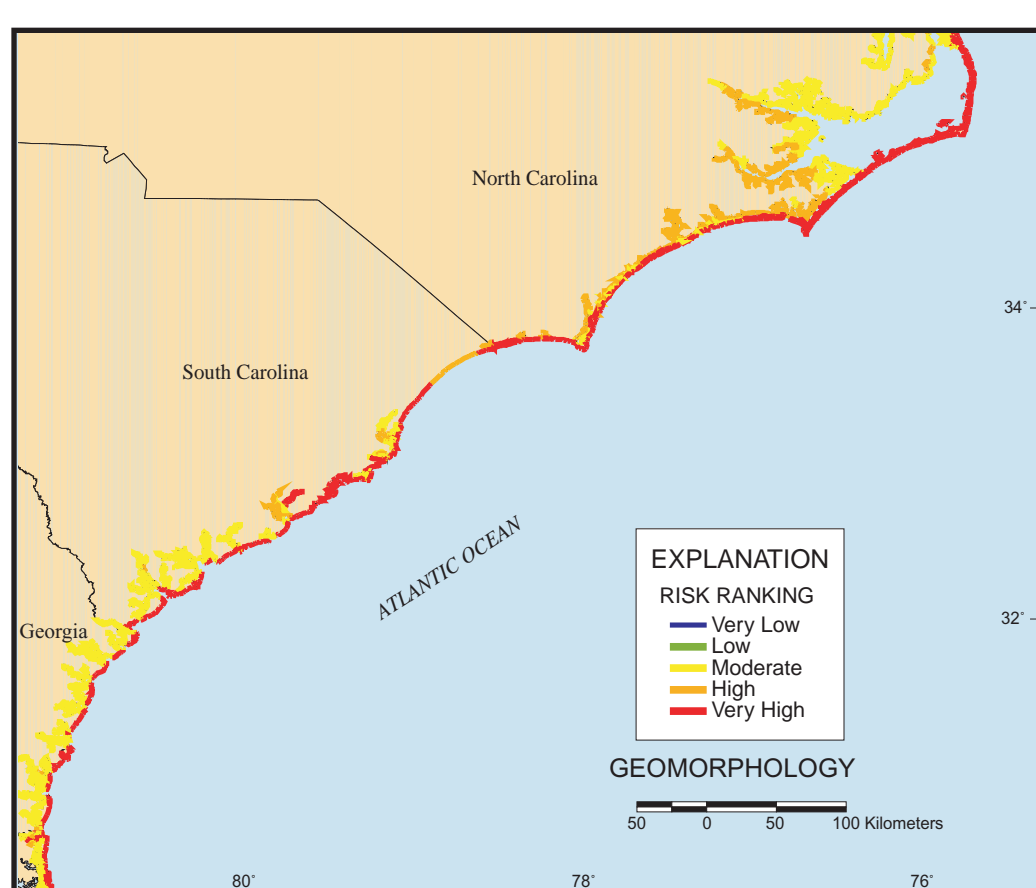 North Carolina
34°
South Carolina
ATLANTIC OCEAN
EXPLANATION
RISK RANKING
Very Low
Low
Moderate
High
Very High
32°
Georgia
GEOMORPHOLOGY
50 0 50 100 Kilometers
80° 78° 76°